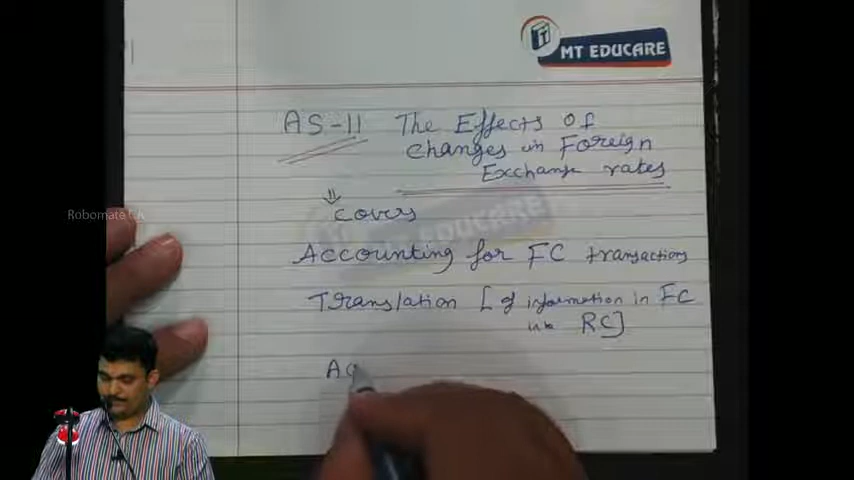 MT EDUCARE
AS-11 The Effects of
changes in Foreign
Exchange rates
covers
Accounting for FC transactions
Translation [ of information in FC
into RC]